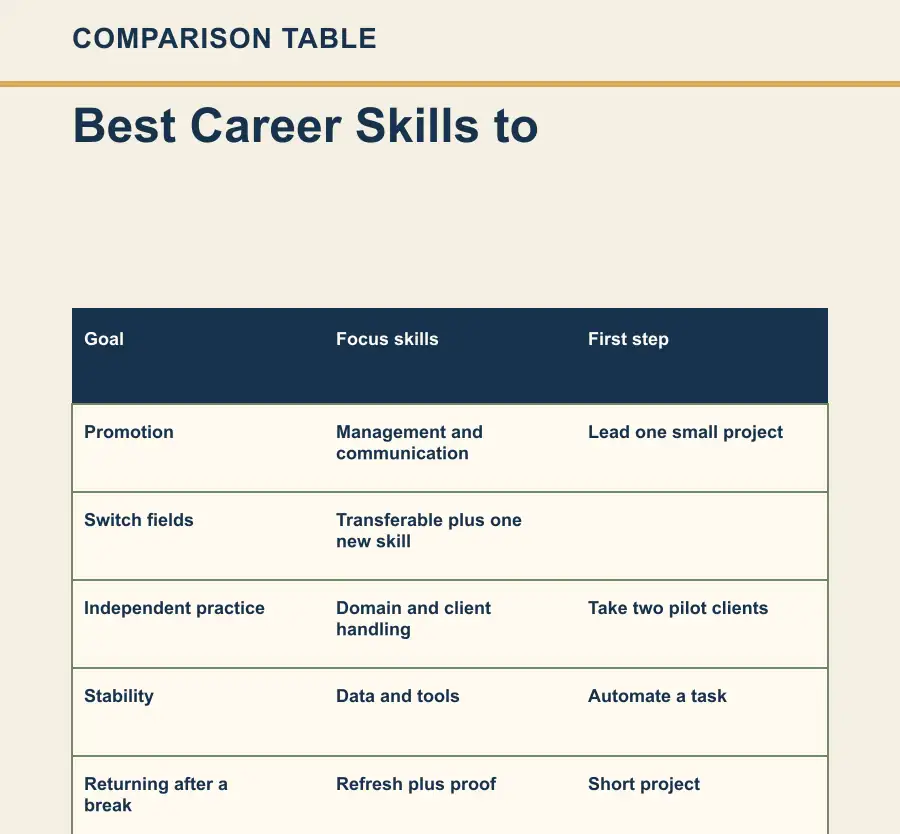 COMPARISON TABLE
Best Career Skills to
Goal Focus skills First step
Promotion Management and Lead one small project
communication
Switch fields Transferable plus one
new skill
Independent practice Domain and client Take two pilot clients
handling
Stability Data and tools Automate a task
Returning after a Refresh plus proof Short project
break